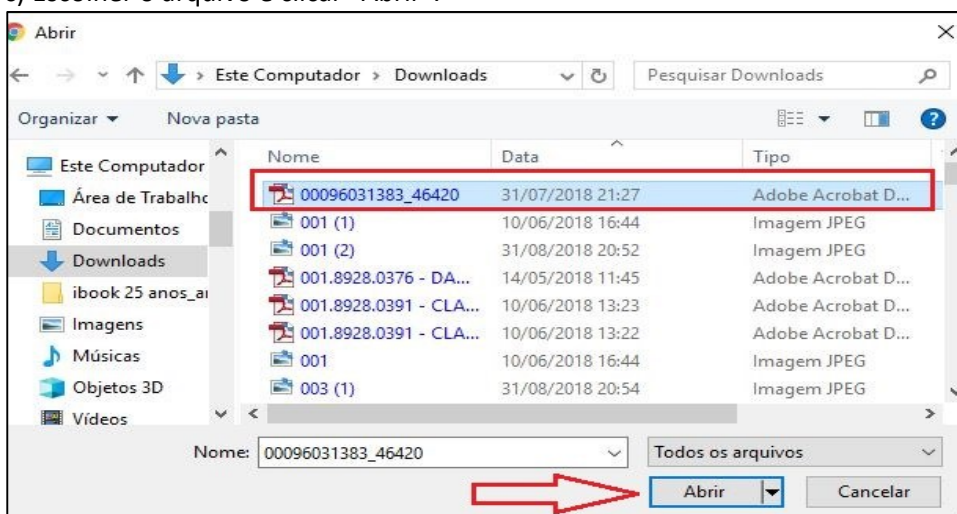 Abrir
Este Computador > Downloads
Pesquisar Downloads
Organizar
Nova pasta
Nome Data Tipo
Este Computador
Área de Trabalho
Documentos
Downloads
ibook 25 anos_ar
Imagens
Músicas
Objetos 3D
Vídeos
00096031383_46420 31/07/2018 21:27 Adobe Acrobat D...
001 (1) 10/06/2018 16:44 Imagem JPEG
001 (2) 31/08/2018 20:52 Imagem JPEG
001.8928.0376 - DA... 14/05/2018 11:45 Adobe Acrobat D...
001.8928.0391 - CLA... 10/06/2018 13:23 Adobe Acrobat D...
001.8928.0391 - CLA... 10/06/2018 13:22 Adobe Acrobat D...
001 10/06/2018 16:44 Imagem JPEG
003 (1) 31/08/2018 20:54 Imagem JPEG
Nome: 00096031383_46420 Todos os arquivos
Abrir Cancelar